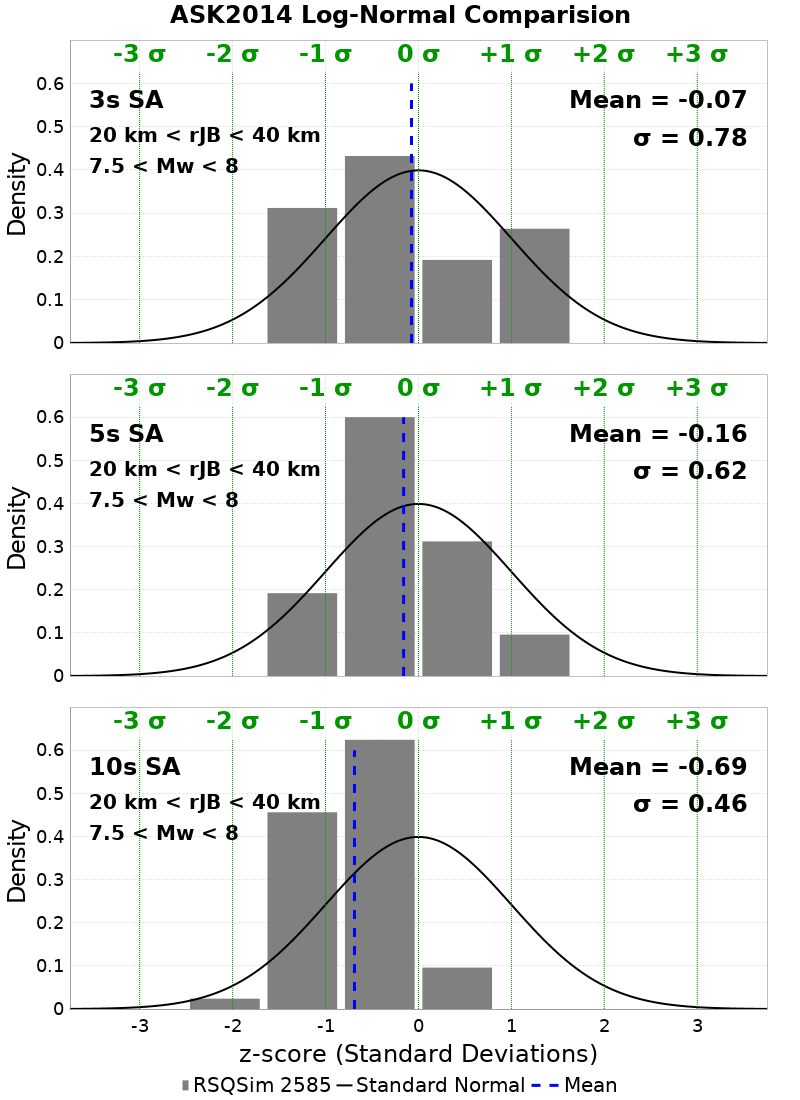 ASK2014 Log-Normal Comparision
-3 σ -2 σ -1 σ 0 σ +1 σ +2 σ +3 σ
3s SA
20 km < rJB < 40 km
7.5 < Mw < 8
Mean = -0.07
σ = 0.78
Density
0.6
0.5
0.4
0.3
0.2
0.1
0
-3 σ -2 σ -1 σ 0 σ +1 σ +2 σ +3 σ
5s SA
20 km < rJB < 40 km
7.5 < Mw < 8
Mean = -0.16
σ = 0.62
Density
0.6
0.5
0.4
0.3
0.2
0.1
0
-3 σ -2 σ -1 σ 0 σ +1 σ +2 σ +3 σ
10s SA
20 km < rJB < 40 km
7.5 < Mw < 8
Mean = -0.69
σ = 0.46
Density
0.6
0.5
0.4
0.3
0.2
0.1
0
-3 -2 -1 0 1 2 3
z-score (Standard Deviations)
RSQSim 2585 Standard Normal Mean